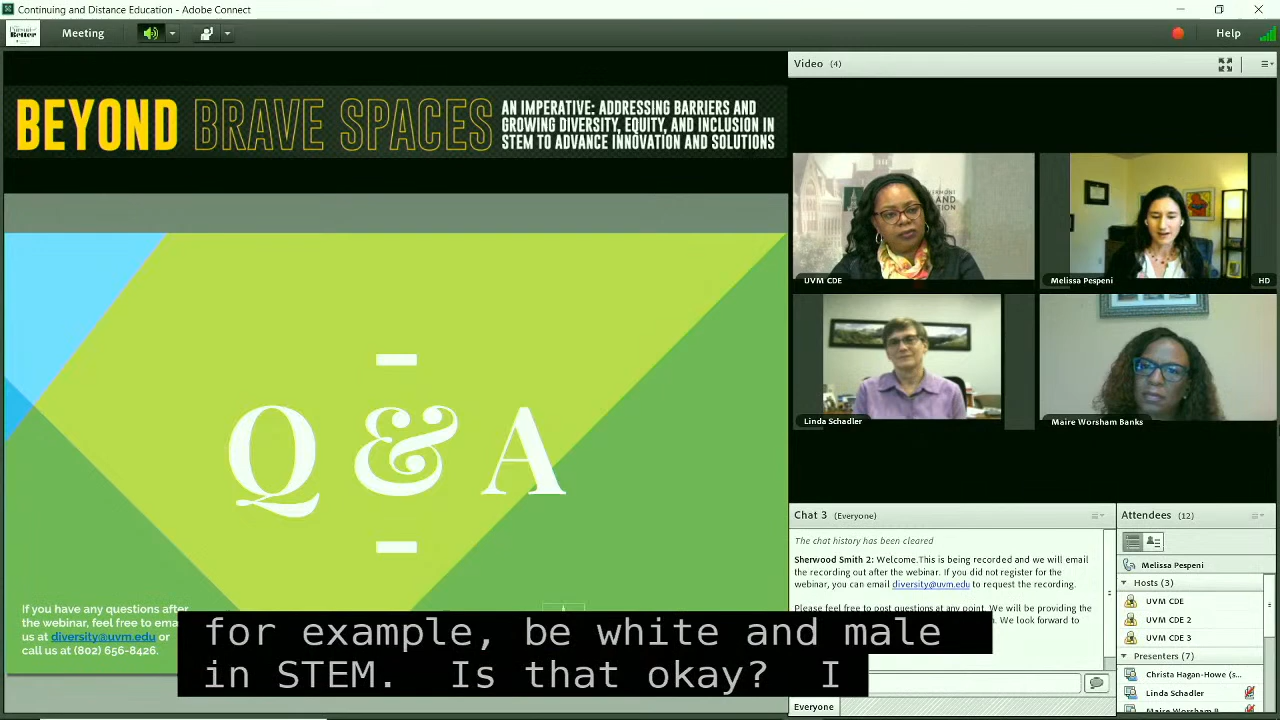 Continuing and Distance Education - Adobe Connect
Meeting
Help
BEYOND BRAVE SPACES
AN IMPERATIVE: ADDRESSING BARRIERS AND
GROWING DIVERSITY, EQUITY, AND INCLUSION IN
STEM TO ADVANCE INNOVATION AND SOLUTIONS
Q & A
If you have any questions after
the webinar, feel free to ema
us at diversity@uvm.edu or
call us at (802) 656-8426.
for example, be white and male
in STEM. Is that okay? I
Video (4)
UVM CDE
Melissa Pespeni
HD
Linda Schadler
Maire Worsham Banks
Chat 3 (Everyone)
The chat history has been cleared
Sherwood Smith 2: Welcome.This is being recorded and we will email
the recording out after the webinar. If you did not register for the
webinar, you can email diversity@uvm.edu to request the recording.
Please feel free to post questions at any point. We will be providing the
We look forward to
Everyone
Attendees (12)
Melissa Pespeni
Hosts (3)
UVM CDE
UVM CDE 2
UVM CDE 3
Presenters (7)
Christa Hagan-Howe (s...
Linda Schadler
Maire Worsham B...